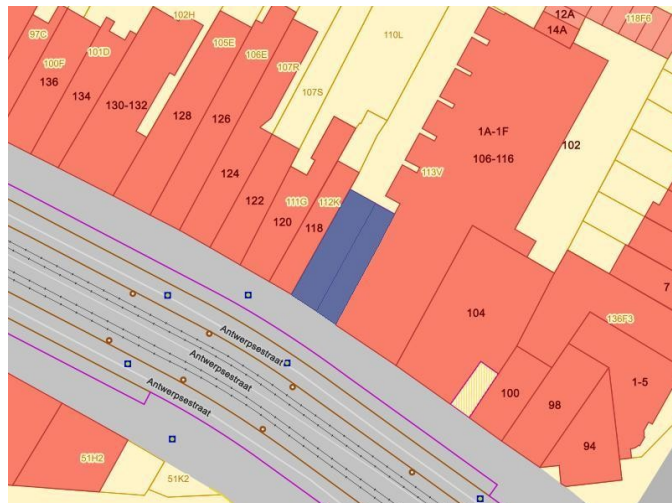 102H
12A
118F6
14A
97C
105E
110L
101D
106E
100F
107R
136
134
107S
130-132
128
126
1A-1F
102
106-116
124
113V
122
111G
112K
120
118
7
136F3
104
Antwerpsestraat
Antwerpsestraat
Antwerpsestraat
1-5
100
98
94
51H2
51K2